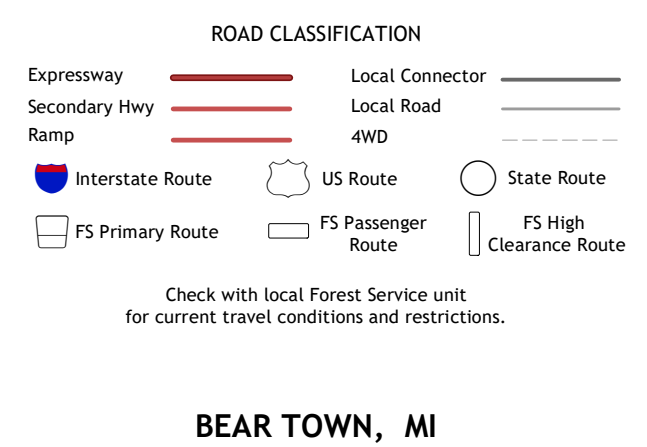 ROAD CLASSIFICATION
Expressway
Local Connector
Secondary Hwy
Local Road
Ramp
4WD
Interstate Route
US Route
State Route
FS Primary Route
FS Passenger
Route
FS High
Clearance Route
Check with local Forest Service unit
for current travel conditions and restrictions.
BEAR TOWN, MI